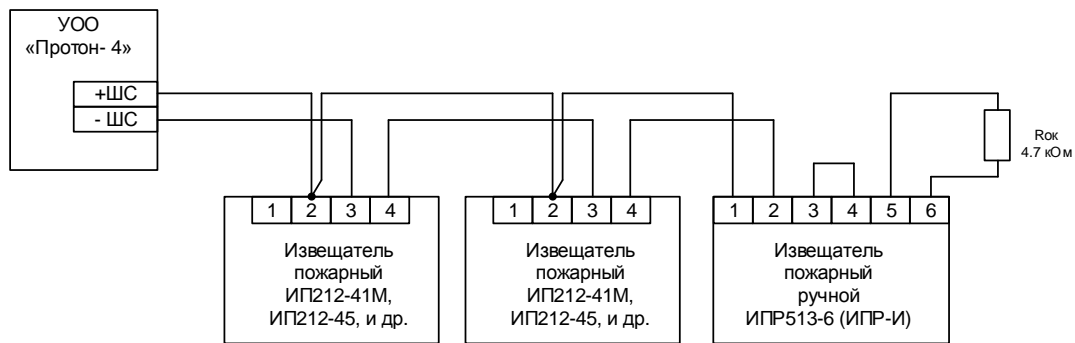 УОО
«Протон- 4»
+ШС
- ШС
Rок
4.7 кОм
1 2 3 4
1 2 3 4
1 2 3 4 5 6
Извещатель
пожарный
ИП212-41М,
ИП212-45, и др.
Извещатель
пожарный
ИП212-41М,
ИП212-45, и др.
Извещатель
пожарный
ручной
ИПР513-6 (ИПР-И)